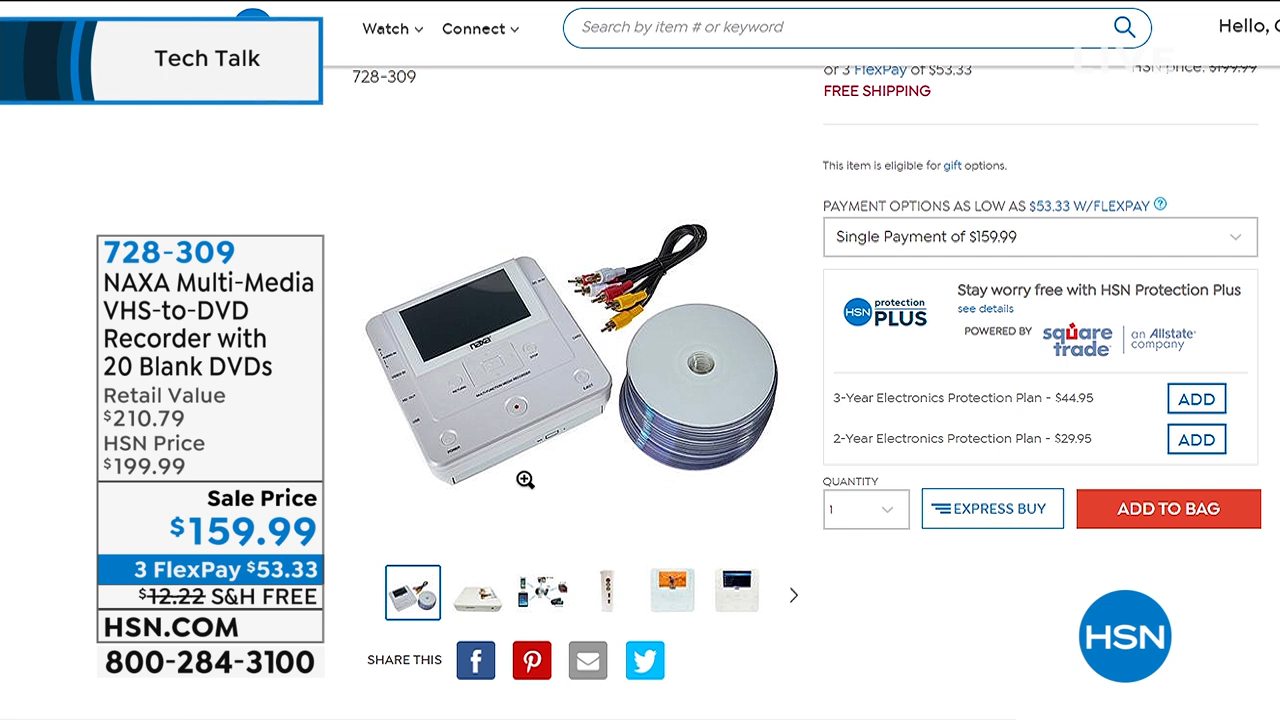 Tech Talk
Watch
Connect
Search by item # or keyword
Hello,
LIVE
728-309
or 3 FlexPay of $53.33
HSN price: $199.99
FREE SHIPPING
This item is eligible for gift options.
PAYMENT OPTIONS AS LOW AS $53.33 W/FLEXPAY ?
Single Payment of $159.99
HSN protection PLUS
Stay worry free with HSN Protection Plus
see details
POWERED BY square trade an Allstate company
3-Year Electronics Protection Plan - $44.95 ADD
2-Year Electronics Protection Plan - $29.95 ADD
QUANTITY
1
EXPRESS BUY
ADD TO BAG
728-309
NAXA Multi-Media
VHS-to-DVD
Recorder with
20 Blank DVDs
Retail Value
$210.79
HSN Price
$199.99
Sale Price
$159.99
3 FlexPay $53.33
$12.22 S&H FREE
HSN.COM
800-284-3100
naxa
SHARE THIS
HSN